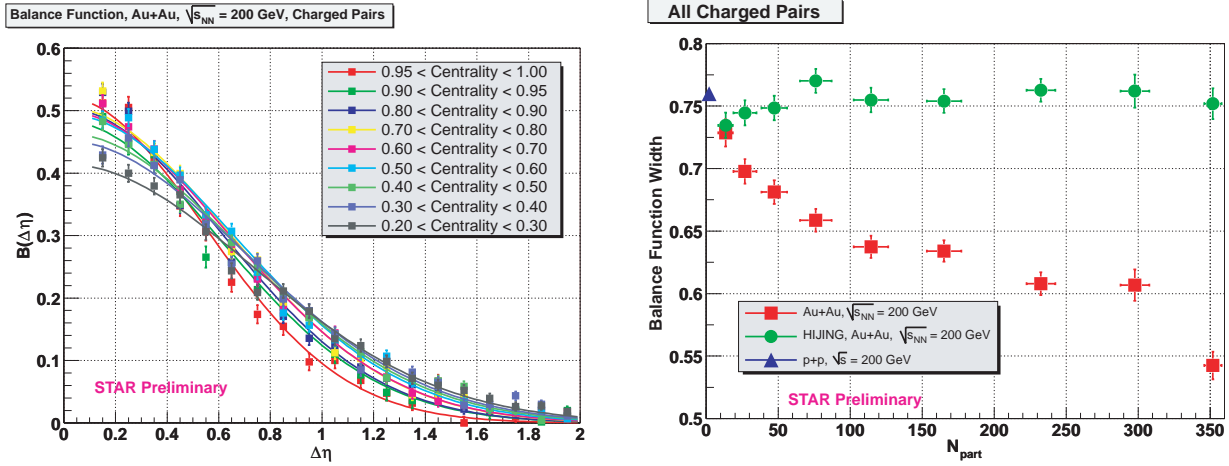 Balance Function, Au+Au, √s_NN = 200 GeV, Charged Pairs
B(Δη)
0.6
0.5
0.4
0.3
0.2
0.1
0
0.95 < Centrality < 1.00
0.90 < Centrality < 0.95
0.80 < Centrality < 0.90
0.70 < Centrality < 0.80
0.60 < Centrality < 0.70
0.50 < Centrality < 0.60
0.40 < Centrality < 0.50
0.30 < Centrality < 0.40
0.20 < Centrality < 0.30
STAR Preliminary
0 0.2 0.4 0.6 0.8 1 1.2 1.4 1.6 1.8 2
Δη
All Charged Pairs
Balance Function Width
0.8
0.75
0.7
0.65
0.6
0.55
0.5
Au+Au, √s_NN = 200 GeV
HIJING, Au+Au, √s_NN = 200 GeV
p+p, √s = 200 GeV
STAR Preliminary
0 50 100 150 200 250 300 350
N_part